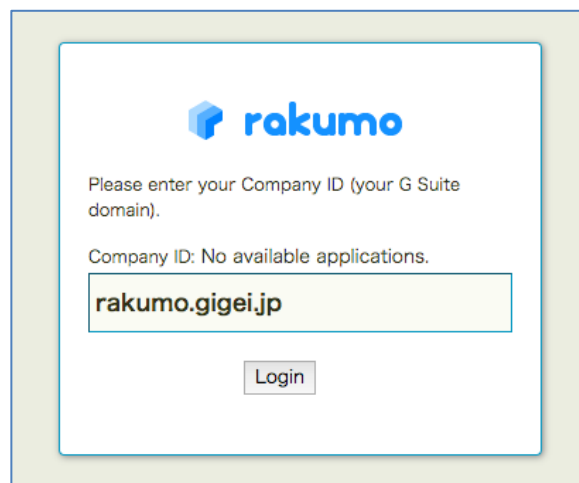 rakumo
Please enter your Company ID (your G Suite
domain).
Company ID: No available applications.
rakumo.gigei.jp
Login